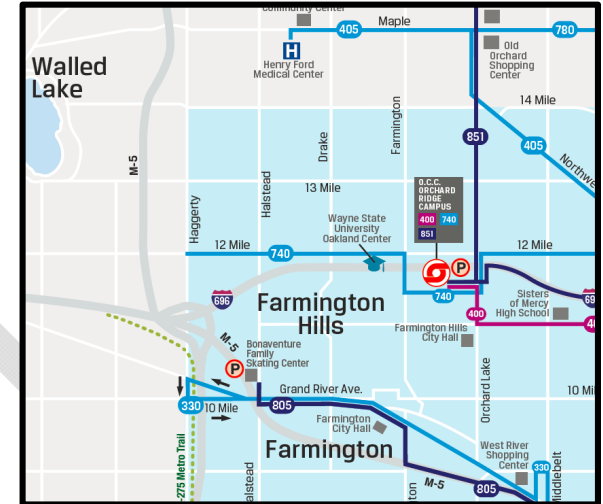 Community Center
Maple
405
780
H
Henry Ford
Medical Center
Old
Orchard
Shopping
Center
Walled
Lake
14 Mile
M-5
Drake
Farmington
851
405
Northwe
Haggerty
Halstead
13 Mile
O.C.C.
ORCHARD
RIDGE
CAMPUS
400 740
851
Wayne State
University
Oakland Center
12 Mile
740
12 Mile
P
696
740
69
Farmington
Hills
Sisters
of Mercy
High School
400
40
Farmington Hills
City Hall
M-5
Bonaventure
Family
Skating Center
P
Orchard Lake
Grand River Ave.
10 Mi
330
10 Mile
805
Farmington
City Hall
Farmington
West River
Shopping
Center
330
-275 Metro Trail
alstead
ton
M-5
805
Middlebelt